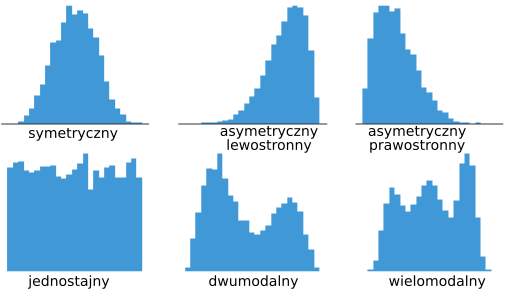 symetryczny
asymetryczny
lewostronny
asymetryczny
prawostronny
jednostajny
dwumodalny
wielomodalny